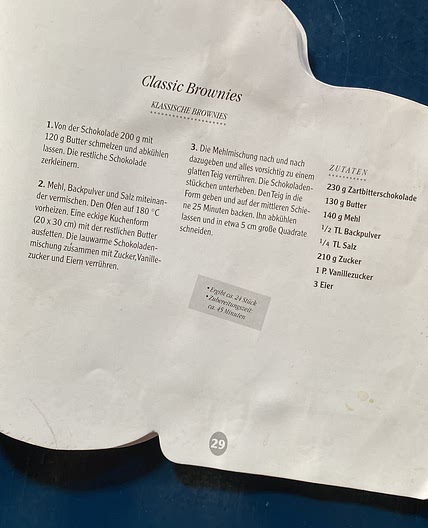 Classic Brownies
KLASSISCHE BROWNIES
1. Von der Schokolade 200 g mit
120 g Butter schmelzen und abkühlen
lassen. Die restliche Schokolade
zerkleinern.
2. Mehl, Backpulver und Salz miteinan-
der vermischen. Den Ofen auf 180 °C
vorheizen. Eine eckige Kuchenform
(20 x 30 cm) mit der restlichen Butter
ausfetten. Die lauwarme Schokoladen-
mischung zusammen mit Zucker, Vanille-
zucker und Eiern verrühren.
3. Die Mehlmischung nach und nach
dazugeben und alles vorsichtig zu einem
glatten Teig verrühren. Die Schokoladen-
stückchen unterheben. Den Teig in die
Form geben und auf der mittleren Schie-
ne 25 Minuten backen. Ihn abkühlen
lassen und in etwa 5 cm große Quadrate
schneiden.
• Ergibt ca. 24 Stück
• Zubereitungszeit:
ca. 45 Minuten
ZUTATEN
230 g Zartbitterschokolade
130 g Butter
140 g Mehl
1/2 TL Backpulver
1/4 TL Salz
210 g Zucker
1 P. Vanillezucker
3 Eier
29